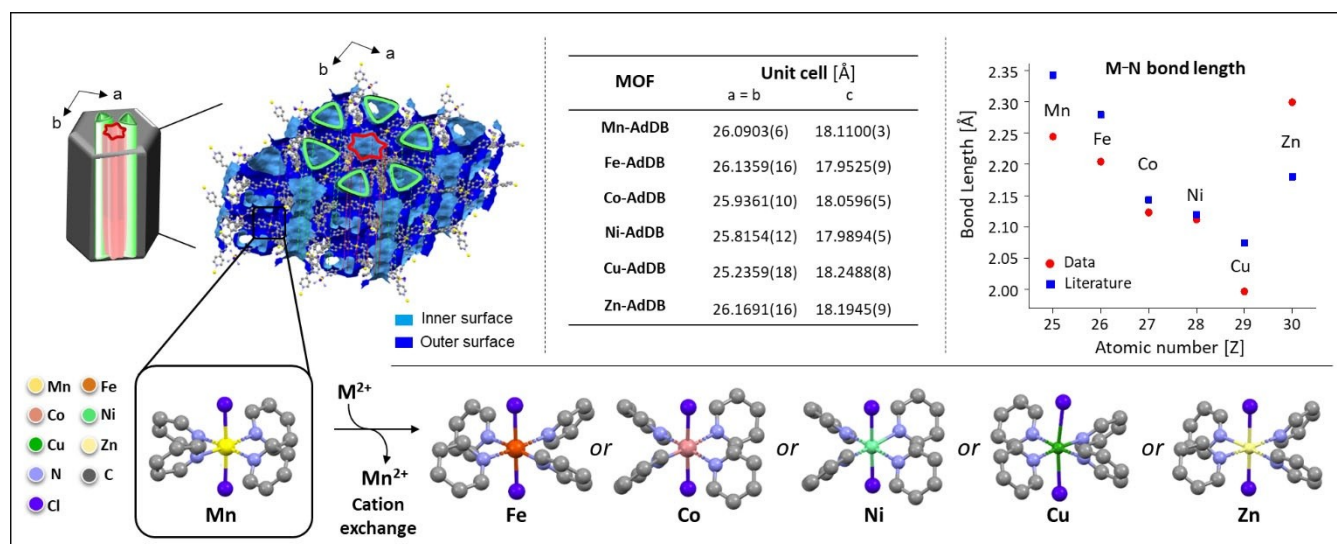 b
a
b
a
Inner surface
Outer surface
MOF
Unit cell [Å]
a = b
c
Mn-AdDB 26.0903(6) 18.1100(3)
Fe-AdDB 26.1359(16) 17.9525(9)
Co-AdDB 25.9361(10) 18.0596(5)
Ni-AdDB 25.8154(12) 17.9894(5)
Cu-AdDB 25.2359(18) 18.2488(8)
Zn-AdDB 26.1691(16) 18.1945(9)
M–N bond length
Bond Length [Å]
2.35
2.30
2.25
2.20
2.15
2.10
2.05
2.00
Mn
Fe
Co
Ni
Cu
Zn
Data
Literature
25 26 27 28 29 30
Atomic number [Z]
Mn Fe
Co Ni
Cu Zn
N C
Cl
Mn
M2+
Mn2+
Cation
exchange
Fe
or
Co
or
Ni
or
Cu
or
Zn